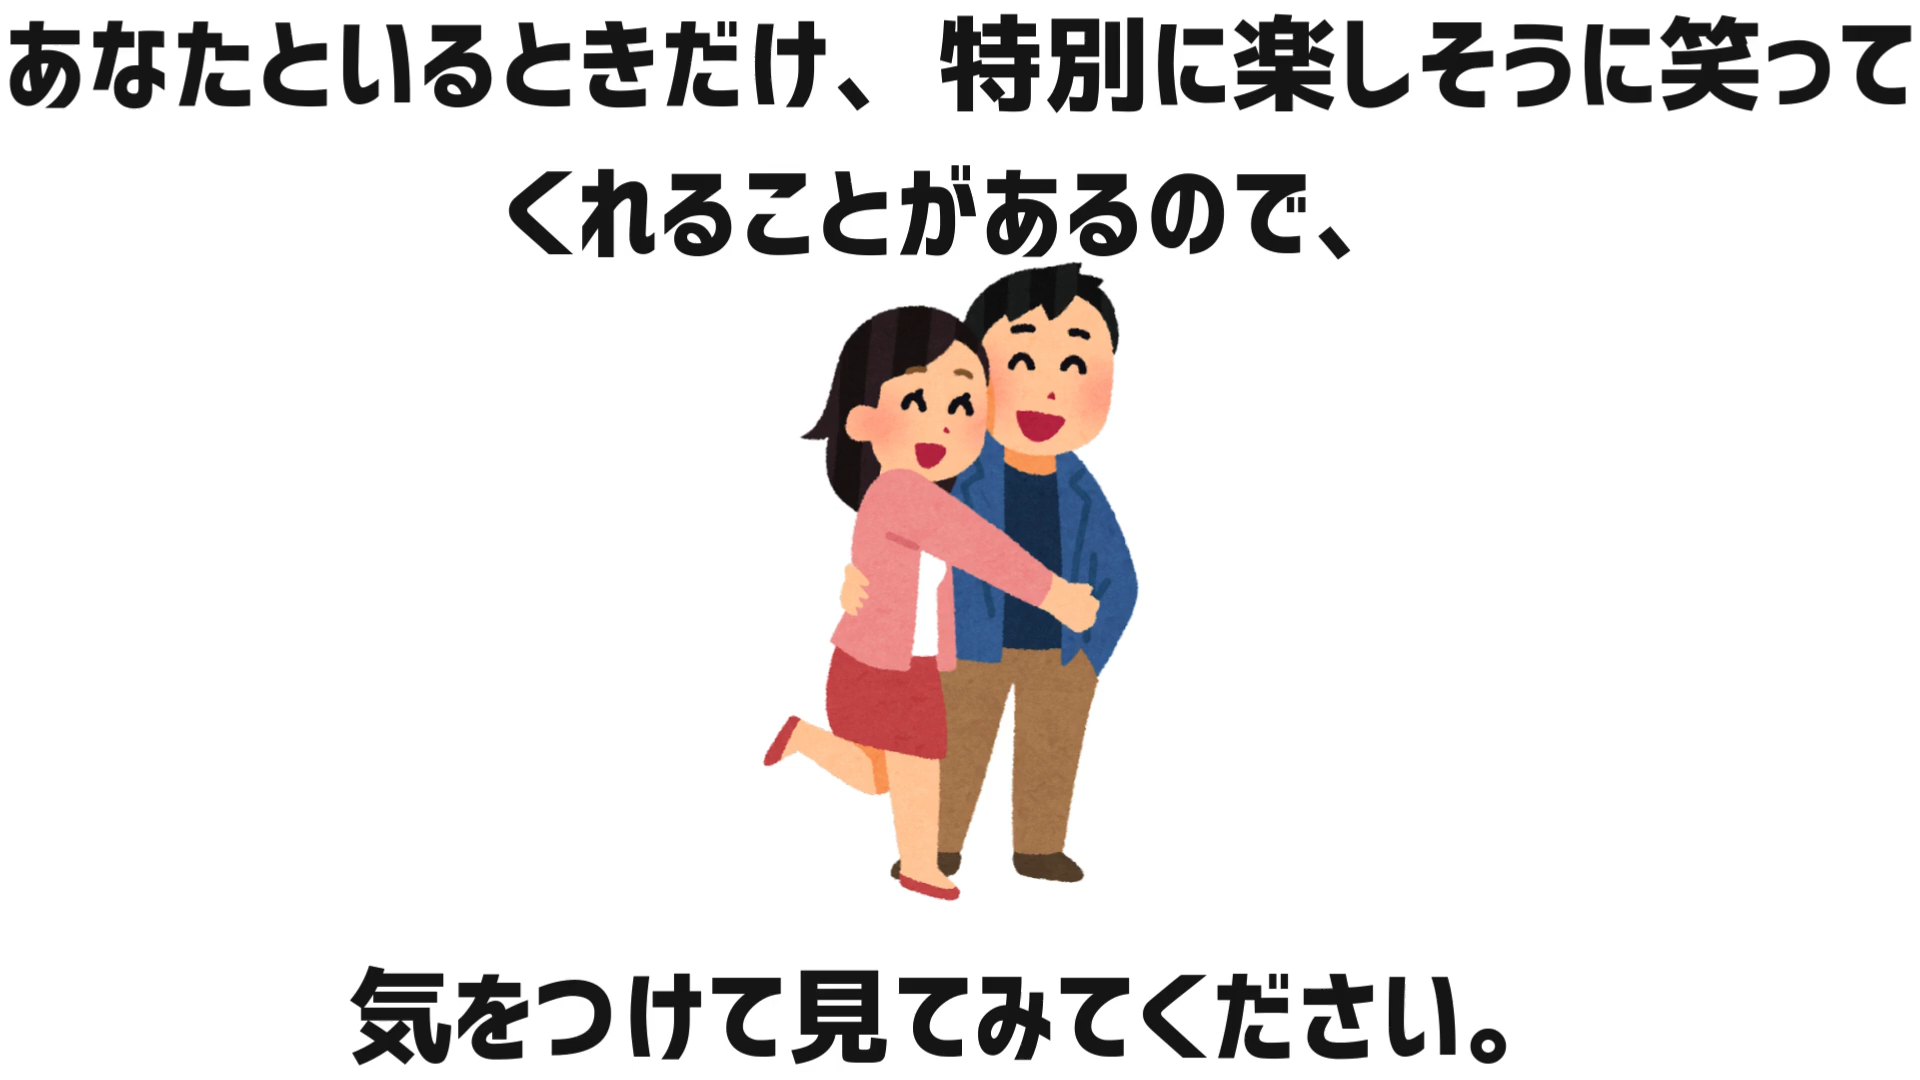 あなたといるときだけ、特別に楽しそうに笑って
くれることがあるので、
気をつけて見てみてください。